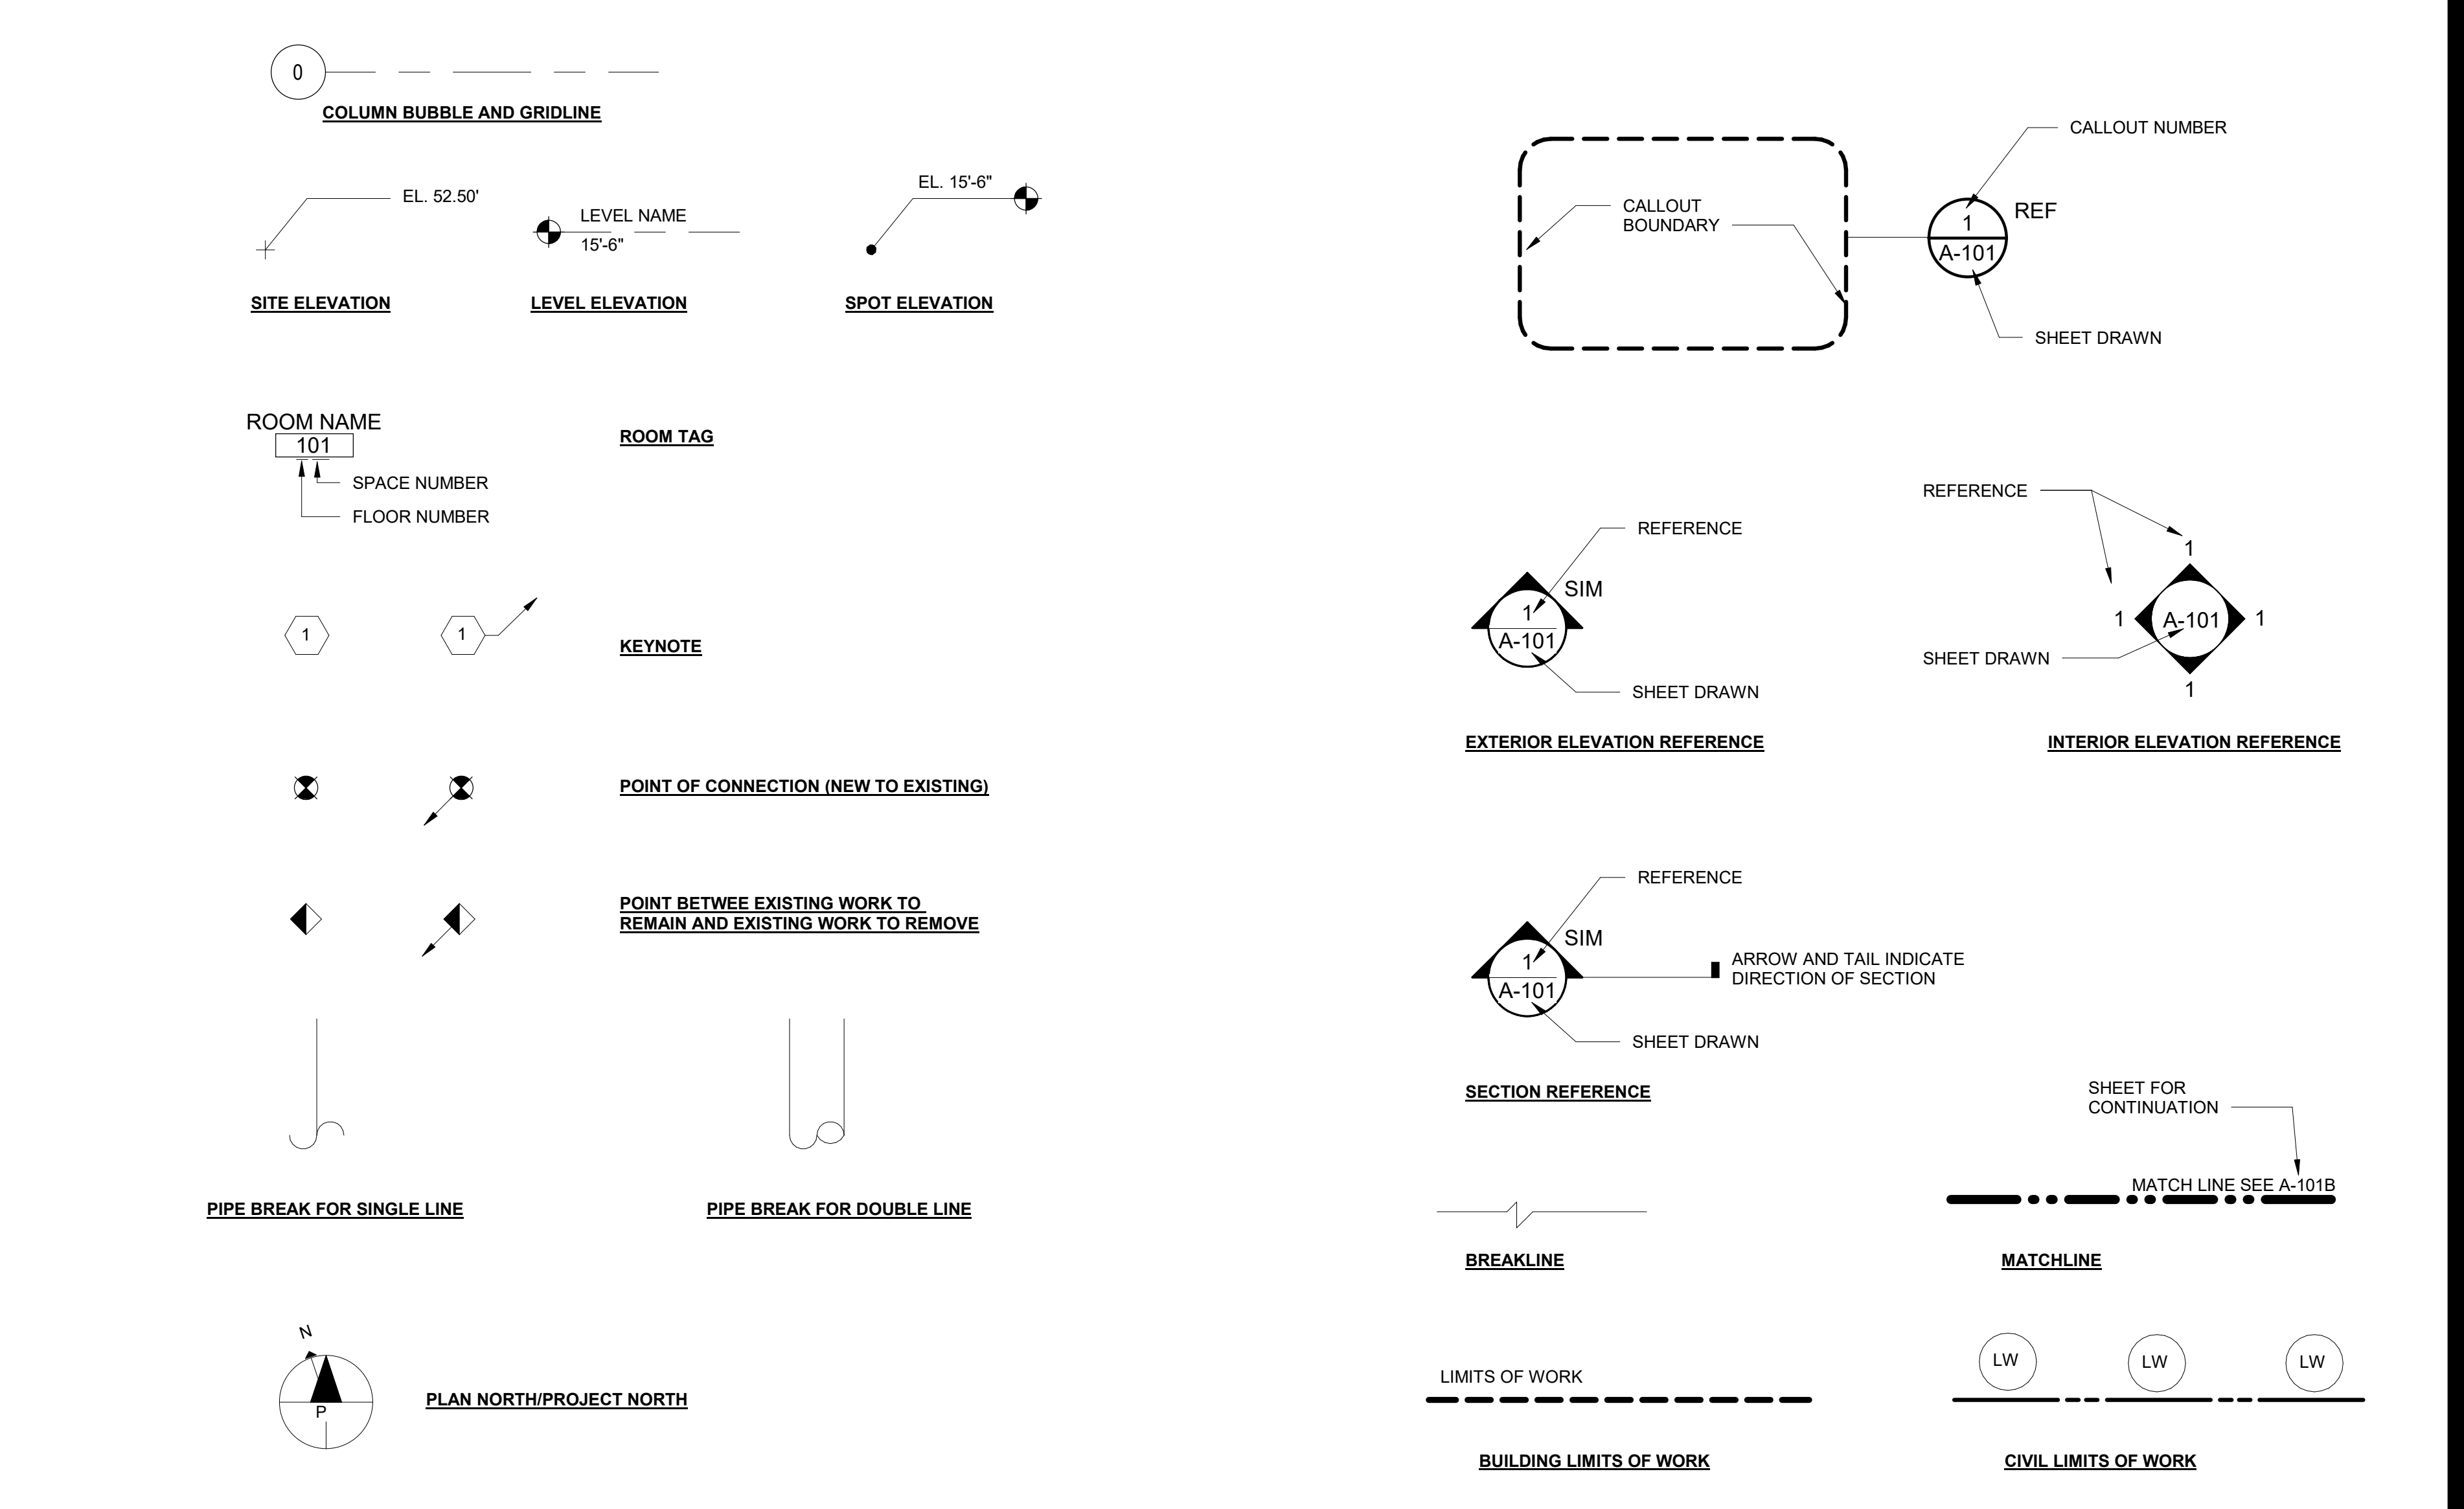 0
COLUMN BUBBLE AND GRIDLINE
EL. 52.50'
SITE ELEVATION
LEVEL NAME
15'-6"
LEVEL ELEVATION
EL. 15'-6"
SPOT ELEVATION
ROOM NAME
101
SPACE NUMBER
FLOOR NUMBER
ROOM TAG
1
1
KEYNOTE
POINT OF CONNECTION (NEW TO EXISTING)
POINT BETWEE EXISTING WORK TO
REMAIN AND EXISTING WORK TO REMOVE
PIPE BREAK FOR SINGLE LINE
PIPE BREAK FOR DOUBLE LINE
N
P
PLAN NORTH/PROJECT NORTH
CALLOUT
BOUNDARY
CALLOUT NUMBER
1
REF
A-101
SHEET DRAWN
REFERENCE
SIM
1
A-101
SHEET DRAWN
EXTERIOR ELEVATION REFERENCE
REFERENCE
1
1
A-101
1
SHEET DRAWN
1
INTERIOR ELEVATION REFERENCE
REFERENCE
SIM
1
A-101
ARROW AND TAIL INDICATE
DIRECTION OF SECTION
SHEET DRAWN
SECTION REFERENCE
SHEET FOR
CONTINUATION
MATCH LINE SEE A-101B
BREAKLINE
MATCHLINE
LIMITS OF WORK
BUILDING LIMITS OF WORK
LW
LW
LW
CIVIL LIMITS OF WORK